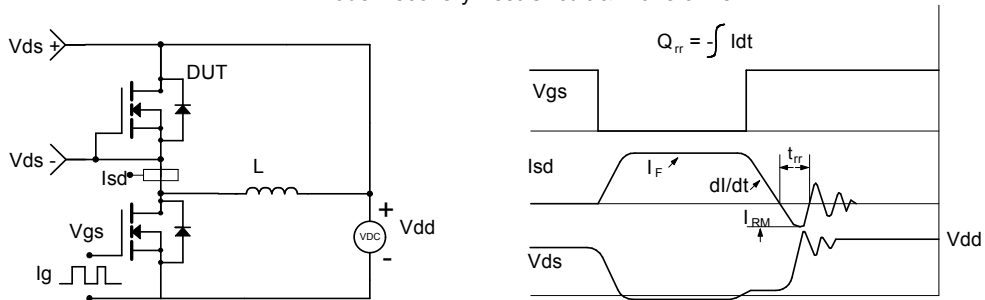 Vds +
DUT
Vds -
Isd
L
Vgs
Ig
+
VDC
-
Vdd
Q rr = - ∫ Idt
Vgs
Isd
I F
dI/dt
t rr
I RM
Vds
Vdd